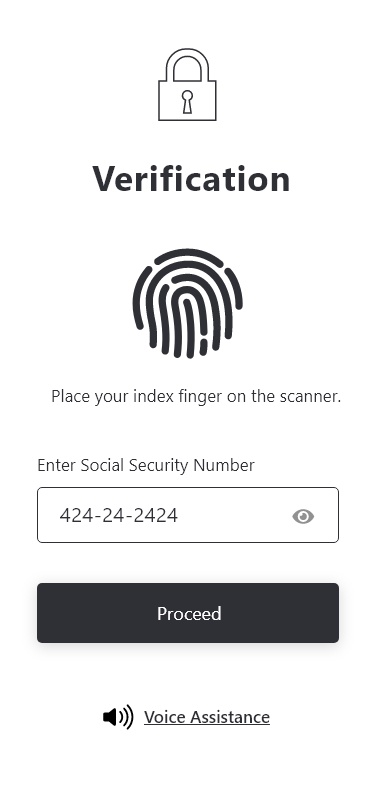 Verification
Place your index finger on the scanner.
Enter Social Security Number
424-24-2424
Proceed
Voice Assistance